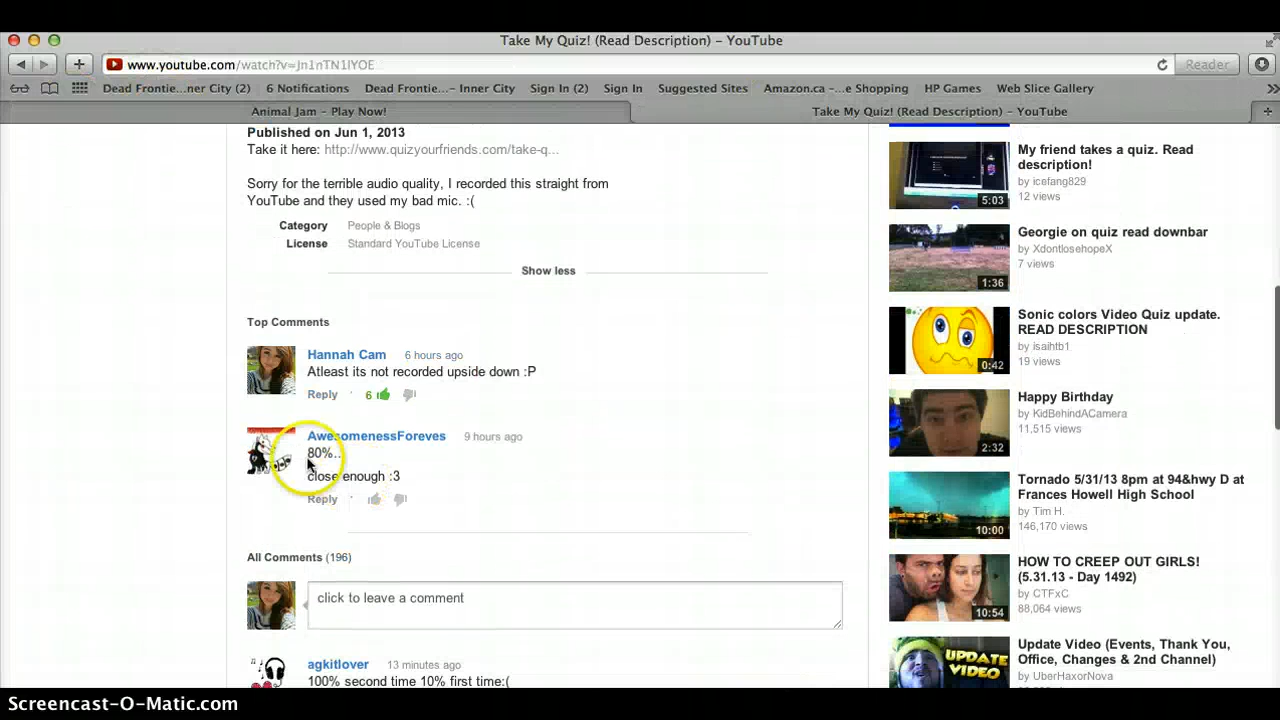 Take My Quiz! (Read Description) - YouTube
www.youtube.com/watch?v=Jn1nTN1lYOE
Reader
Dead Frontie...ner City (2)
6 Notifications
Dead Frontie...- Inner City
Sign In (2)
Sign In
Suggested Sites
Amazon.ca -...e Shopping
HP Games
Web Slice Gallery
Animal Jam - Play Now!
Take My Quiz! (Read Description) - YouTube
Published on Jun 1, 2013
Take it here: http://www.quizyourfriends.com/take-q...
Sorry for the terrible audio quality, I recorded this straight from
YouTube and they used my bad mic. :(
Category People & Blogs
License Standard YouTube License
Show less
Top Comments
Hannah Cam 6 hours ago
Atleast its not recorded upside down :P
Reply · 6
AwesomenessForeves 9 hours ago
80%..
close enough :3
Reply ·
All Comments (196)
click to leave a comment
agkitlover 13 minutes ago
100% second time 10% first time:(
My friend takes a quiz. Read
description!
by icefang829
12 views
5:03
Georgie on quiz read downbar
by XdontlosehopeX
7 views
1:36
Sonic colors Video Quiz update.
READ DESCRIPTION
by isaihtb1
19 views
0:42
Happy Birthday
by KidBehindACamera
11,515 views
2:32
Tornado 5/31/13 8pm at 94&hwy D at
Frances Howell High School
by Tim H.
146,170 views
10:00
HOW TO CREEP OUT GIRLS!
(5.31.13 - Day 1492)
by CTFxC
88,064 views
10:54
Update Video (Events, Thank You,
Office, Changes & 2nd Channel)
by UberHaxorNova
UPDATE
VIDEO
Screencast-O-Matic.com